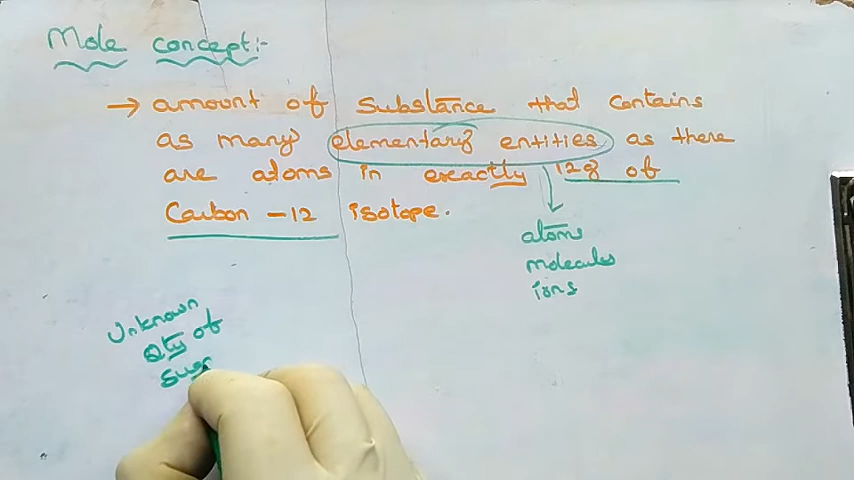 Mole concept:-
→ amount of substance that contains
as many elementary entities as there
are atoms in exactly 12g of
Carbon - 12 isotope.
atoms
molecules
ions
Unknown
Qty of